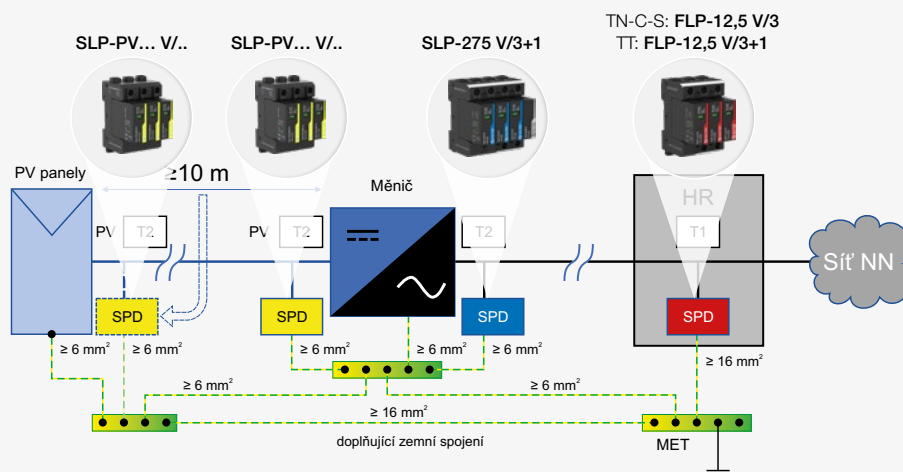 SLP-PV... V/..
SLP-PV... V/..
SLP-275 V/3+1
TN-C-S: FLP-12,5 V/3
TT: FLP-12,5 V/3+1
PV panely
≥10 m
Měnič
HR
PV T2
PV T2
T2
T1
Síť NN
SPD
SPD
SPD
SPD
≥ 6 mm²
≥ 6 mm²
≥ 6 mm²
≥ 6 mm²
≥ 6 mm²
≥ 16 mm²
≥ 6 mm²
≥ 6 mm²
≥ 16 mm²
doplňující zemní spojení
MET